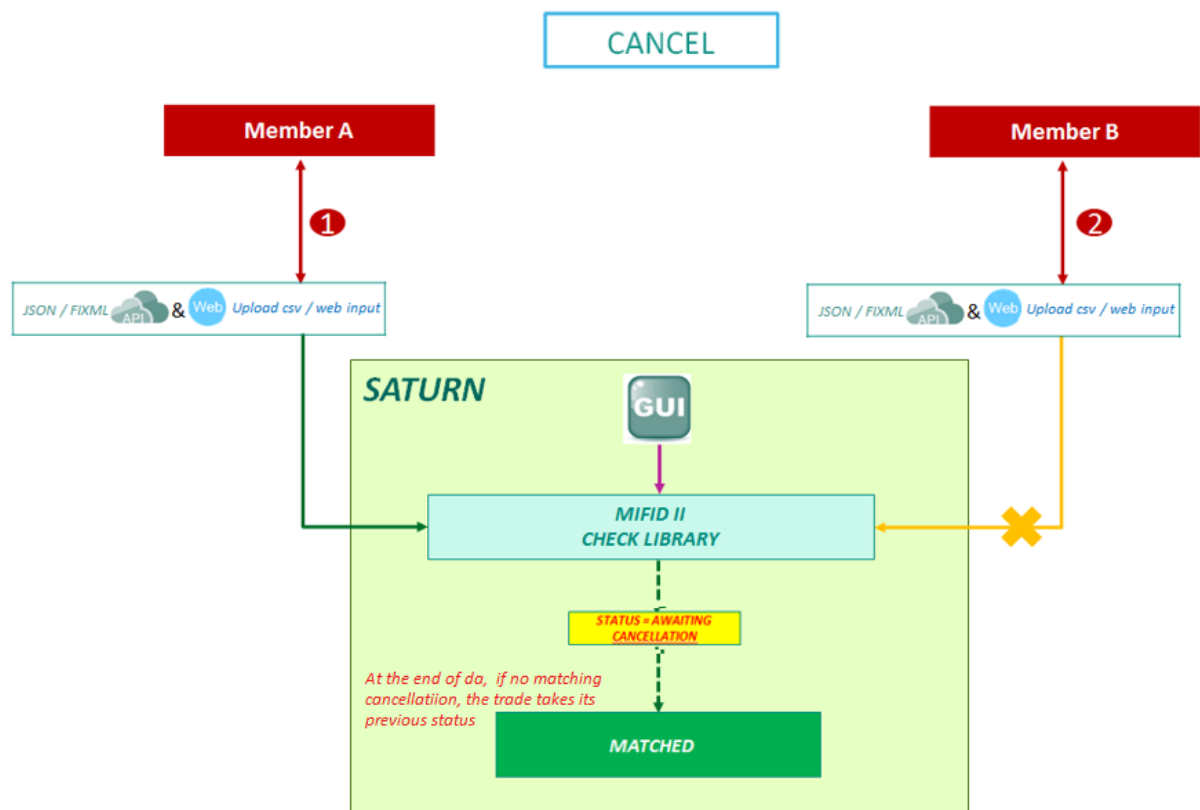 CANCEL
Member A
Member B
1
2
JSON / FIXML API & Web Upload csv / web input
JSON / FIXML API & Web Upload csv / web input
SATURN
GUI
MIFID II
CHECK LIBRARY
STATUS = AWAITING
CANCELLATION
At the end of da, if no matching
cancellatiion, the trade takes its
previous status
MATCHED